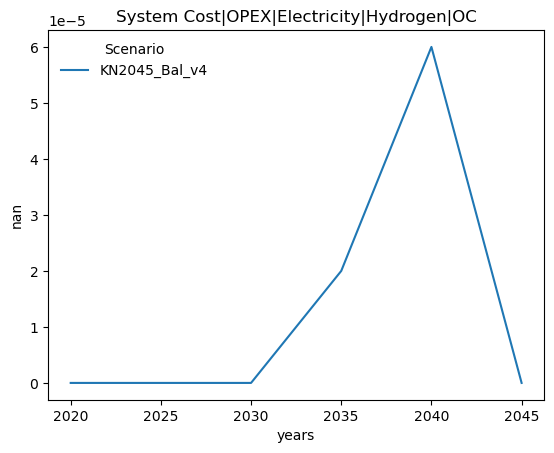 System Cost|OPEX|Electricity|Hydrogen|OC
1e−5
Scenario
KN2045_Bal_v4
6
5
4
3
2
1
0
nan
2020 2025 2030 2035 2040 2045
years